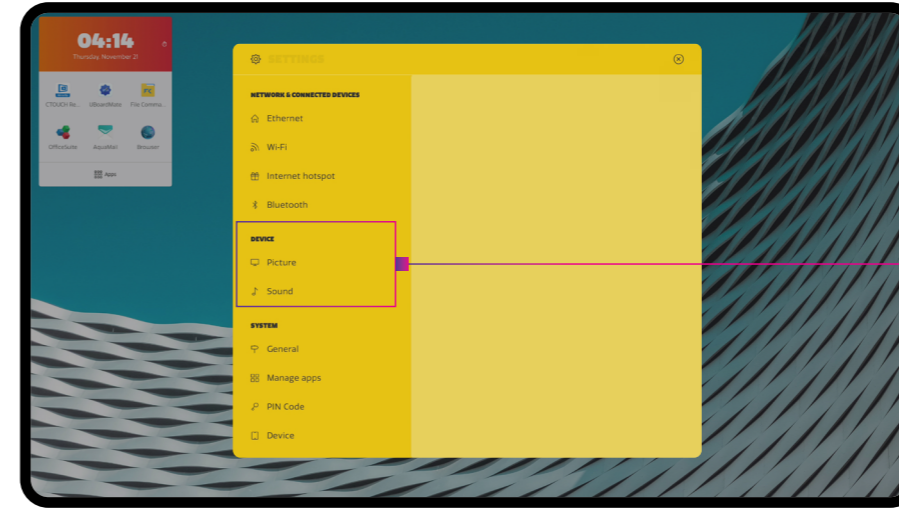 04:14
Thursday, November 21
CTOUCH Re... UBoardMate File Comma...
OfficeSuite AquaMail Browser
Apps
SETTINGS
NETWORK & CONNECTED DEVICES
Ethernet
Wi-Fi
Internet hotspot
Bluetooth
DEVICE
Picture
Sound
SYSTEM
General
Manage apps
PIN Code
Device